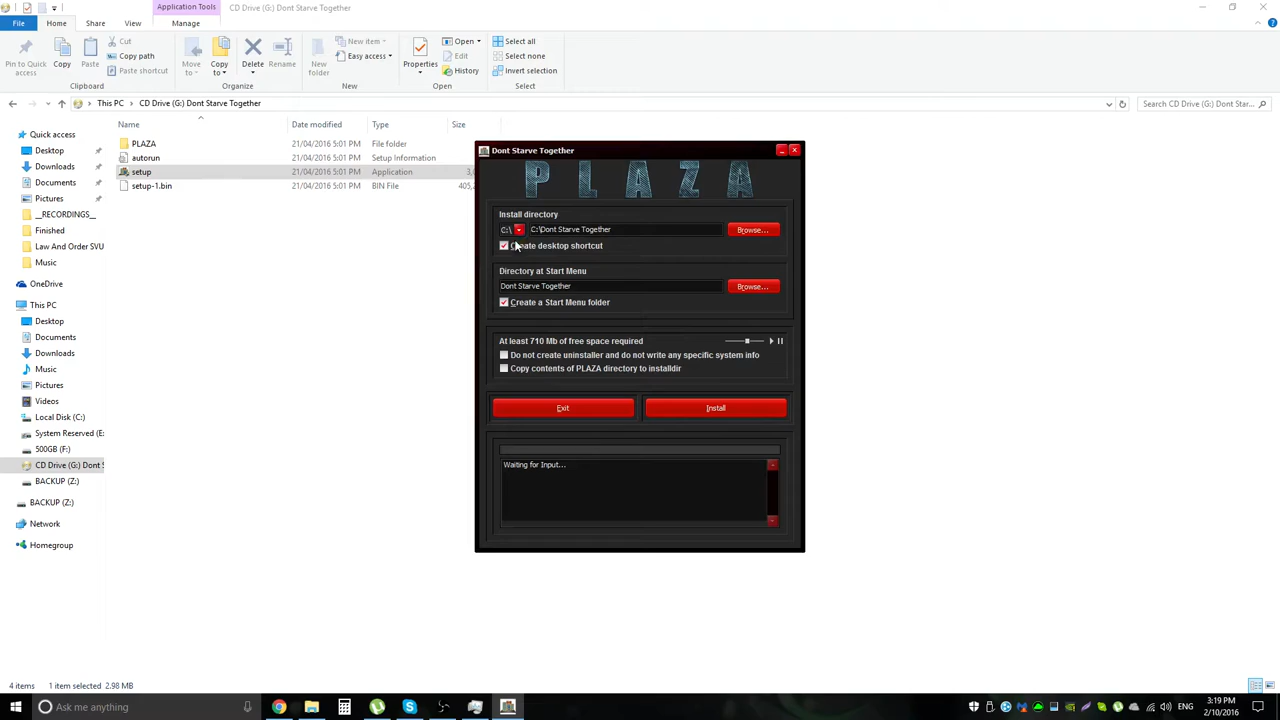 Application Tools CD Drive (G:) Dont Starve Together
File Home Share View Manage
Pin to Quick access
Copy
Paste
Cut
Copy path
Paste shortcut
Clipboard
Move to
Copy to
Delete
Rename
Organize
New folder
New item
Easy access
New
Properties
Open
Edit
History
Open
Select all
Select none
Invert selection
Select
This PC > CD Drive (G:) Dont Starve Together
Search CD Drive (G:) Dont Star...
Name Date modified Type Size
PLAZA 21/04/2016 5:01 PM File folder
autorun 21/04/2016 5:01 PM Setup Information
setup 21/04/2016 5:01 PM Application 3,
setup-1.bin 21/04/2016 5:01 PM BIN File 405,
Quick access
Desktop
Downloads
Documents
Pictures
__RECORDINGS__
Finished
Law And Order SVU
Music
OneDrive
This PC
Desktop
Documents
Downloads
Music
Pictures
Videos
Local Disk (C:)
System Reserved (E:
500GB (F:)
CD Drive (G:) Dont S
BACKUP (Z:)
BACKUP (Z:)
Network
Homegroup
Dont Starve Together
PLAZA
Install directory
C:\ C:\Dont Starve Together Browse...
Create desktop shortcut
Directory at Start Menu
Dont Starve Together Browse...
Create a Start Menu folder
At least 710 Mb of free space required
Do not create uninstaller and do not write any specific system info
Copy contents of PLAZA directory to installdir
Exit Install
Waiting for Input...
4 items 1 item selected 2.98 MB
Ask me anything
3:19 PM
2/10/2016